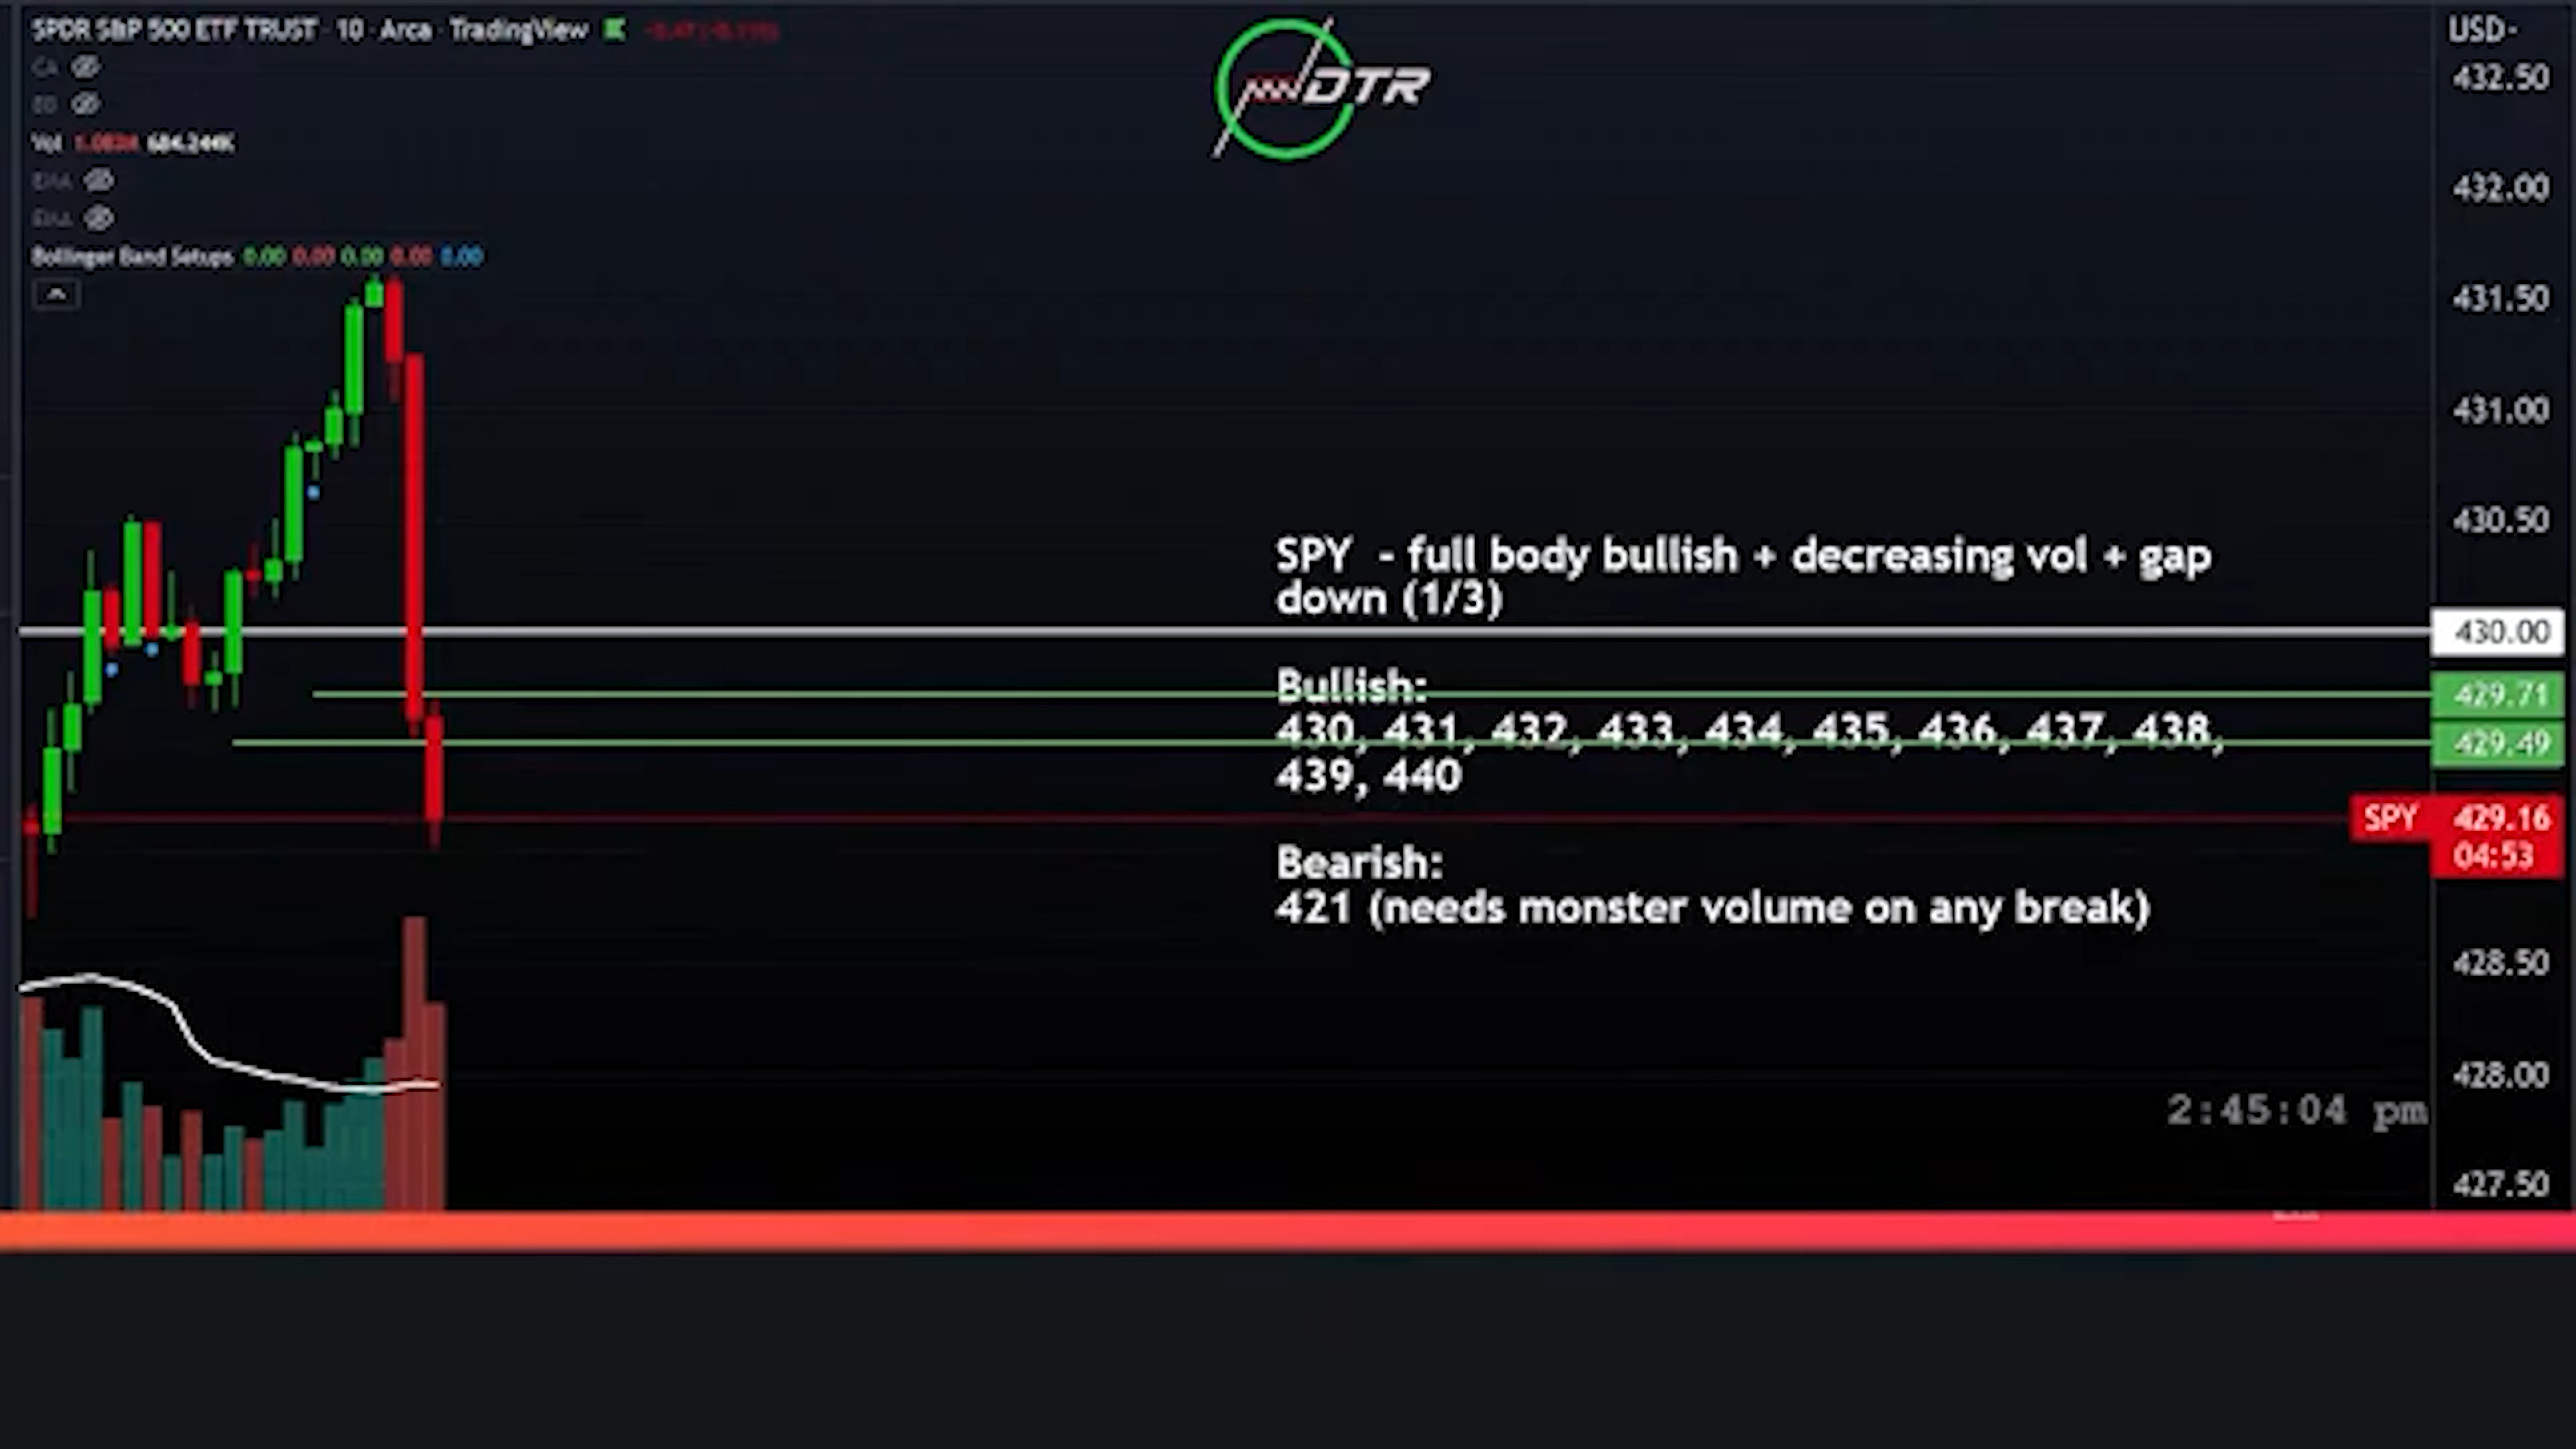 SPDR S&P 500 ETF TRUST · 10 · Arca · TradingView
USD-
DTR
432.50
Vol 684.244K
432.00
Bollinger Band Setups 0.00 0.00 0.00 0.00 0.00
431.50
431.00
430.50
SPY - full body bullish + decreasing vol + gap
down (1/3)
430.00
Bullish:
429.71
430, 431, 432, 433, 434, 435, 436, 437, 438,
429.49
439, 440
SPY 429.16
04:53
Bearish:
421 (needs monster volume on any break)
428.50
428.00
2:45:04 pm
427.50